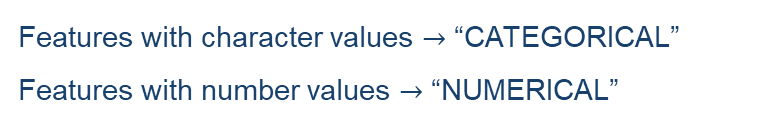 Features with character values → “CATEGORICAL”
Features with number values → “NUMERICAL”